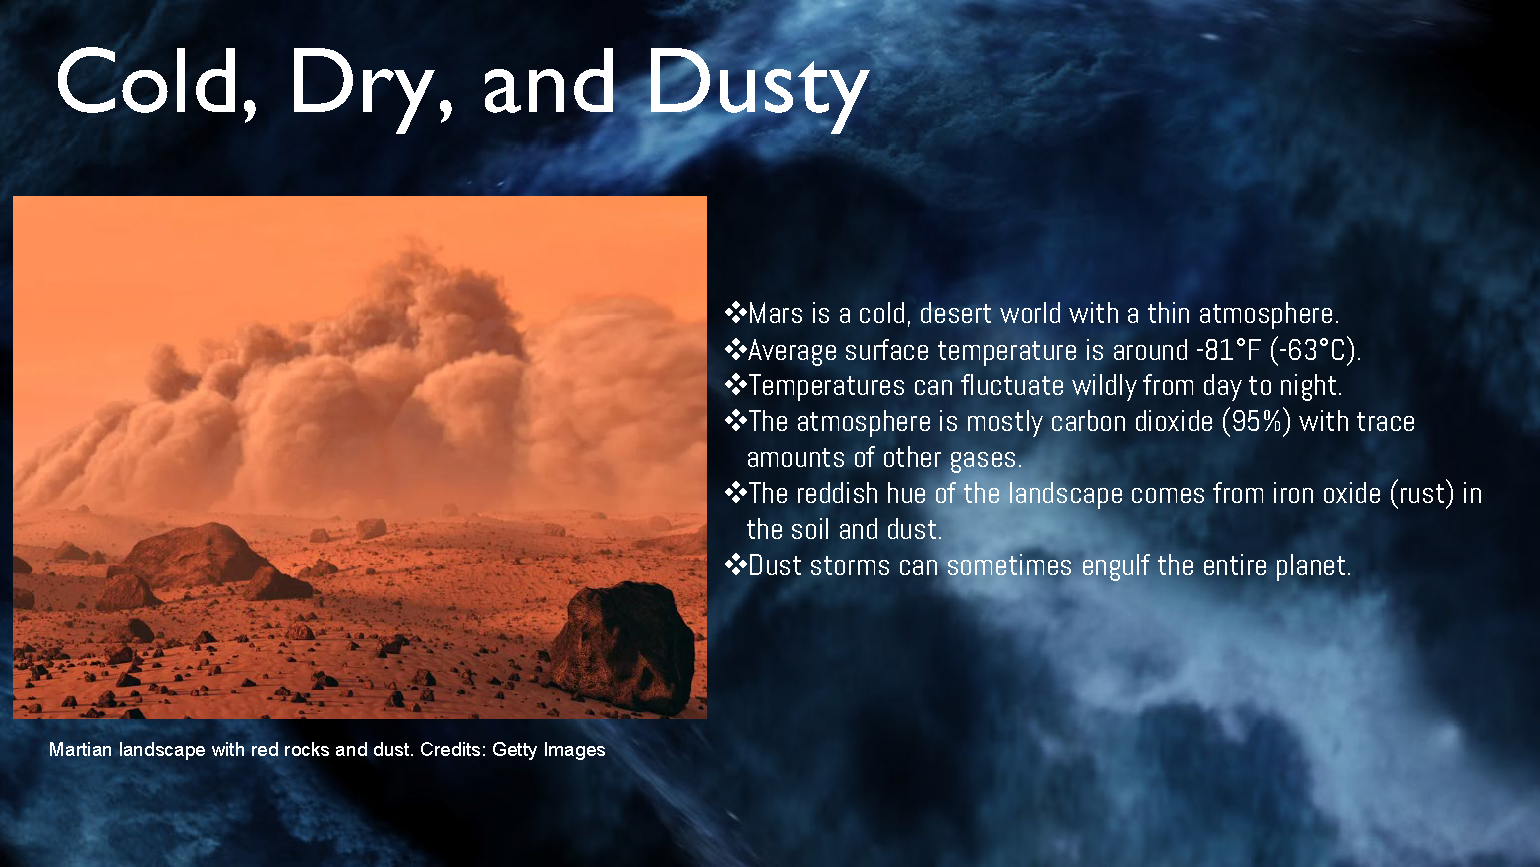 Cold, Dry, and Dusty
❖Mars is a cold, desert world with a thin atmosphere.
❖Average surface temperature is around -81°F (-63°C).
❖Temperatures can fluctuate wildly from day to night.
❖The atmosphere is mostly carbon dioxide (95%) with trace
amounts of other gases.
❖The reddish hue of the landscape comes from iron oxide (rust) in
the soil and dust.
❖Dust storms can sometimes engulf the entire planet.
Martian landscape with red rocks and dust. Credits: Getty Images